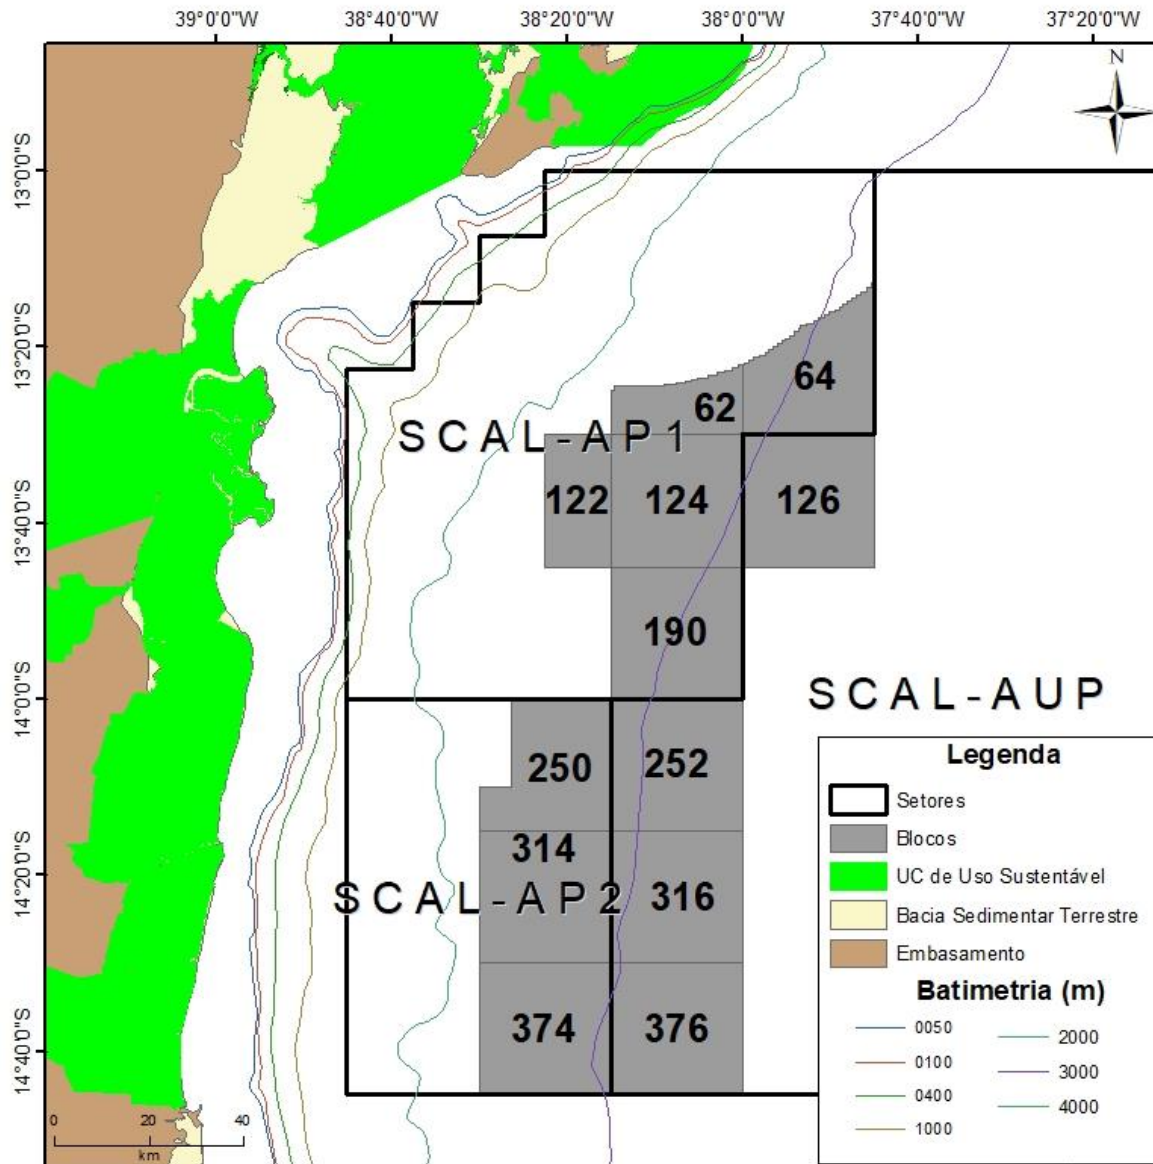 39°0'0"W 38°40'0"W 38°20'0"W 38°0'0"W 37°40'0"W 37°20'0"W
N
13°0'0"S
13°20'0"S
13°40'0"S
14°0'0"S
14°20'0"S
14°40'0"S
64
62
SCAL-AP1
122 124 126
190
SCAL-AUP
250 252
314
SCAL-AP2 316
374 376
Legenda
Setores
Blocos
UC de Uso Sustentável
Bacia Sedimentar Terrestre
Embasamento
Batimetria (m)
0050 2000
0100 3000
0400 4000
1000
0 20 40
km